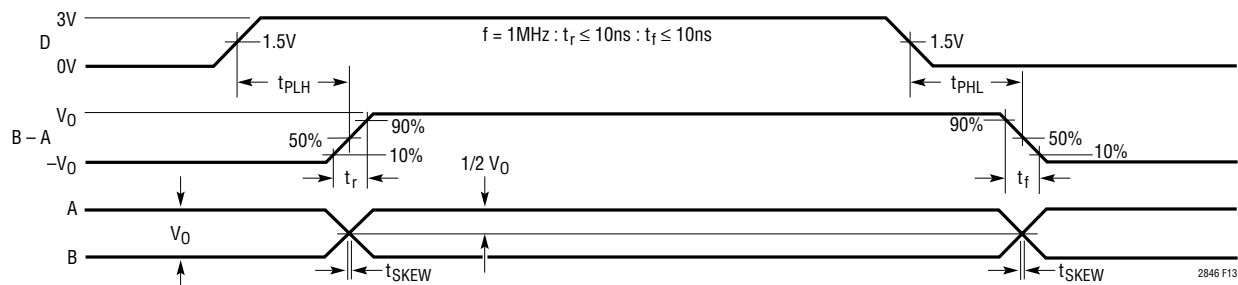 3V
D
1.5V
f = 1MHz : tr ≤ 10ns : tf ≤ 10ns
1.5V
0V
tPLH
tPHL
VO
90%
90%
B – A
50%
50%
10%
10%
–VO
tr
1/2 VO
tf
A
VO
B
tSKEW
tSKEW
2846 F13